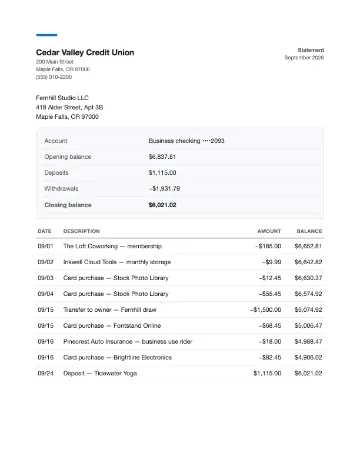 Cedar Valley Credit Union
200 Main Street
Maple Falls, OR 97000
(555) 010-2200
Statement
September 2026
Fernhill Studio LLC
418 Alder Street, Apt 3B
Maple Falls, OR 97000
Account Business checking ····2093
Opening balance $6,837.81
Deposits $1,115.00
Withdrawals −$1,931.79
Closing balance $6,021.02
DATE DESCRIPTION AMOUNT BALANCE
09/01 The Loft Coworking — membership −$185.00 $6,652.81
09/02 Inkwell Cloud Tools — monthly storage −$9.99 $6,642.82
09/03 Card purchase — Stock Photo Library −$12.45 $6,630.37
09/04 Card purchase — Stock Photo Library −$55.45 $6,574.92
09/15 Transfer to owner — Fernhill draw −$1,500.00 $5,074.92
09/15 Card purchase — Fontstand Online −$68.45 $5,006.47
09/16 Pinecrest Auto Insurance — business use rider −$18.00 $4,988.47
09/16 Card purchase — Brightline Electronics −$82.45 $4,906.02
09/24 Deposit — Tidewater Yoga $1,115.00 $6,021.02